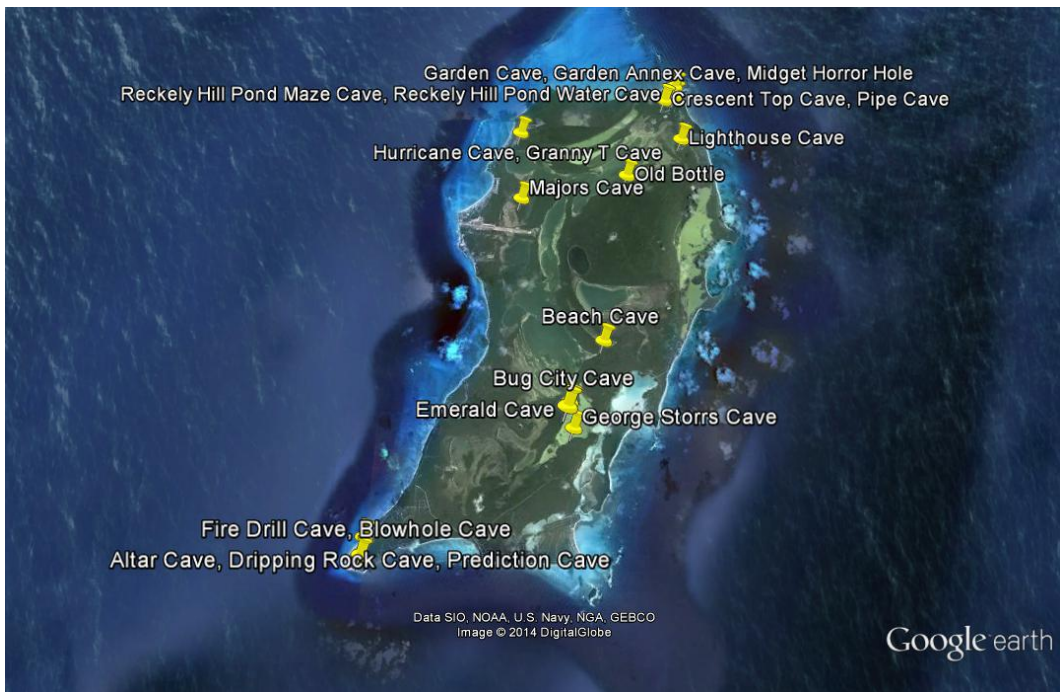 Garden Cave, Garden Annex Cave, Midget Horror Hole
Reckely Hill Pond Maze Cave, Reckely Hill Pond Water Cave
Crescent Top Cave, Pipe Cave
Lighthouse Cave
Hurricane Cave, Granny T Cave
Old Bottle
Majors Cave
Beach Cave
Bug City Cave
Emerald Cave
George Storrs Cave
Fire Drill Cave, Blowhole Cave
Altar Cave, Dripping Rock Cave, Prediction Cave
Data SIO, NOAA, U.S. Navy, NGA, GEBCO
Image © 2014 DigitalGlobe
Google earth